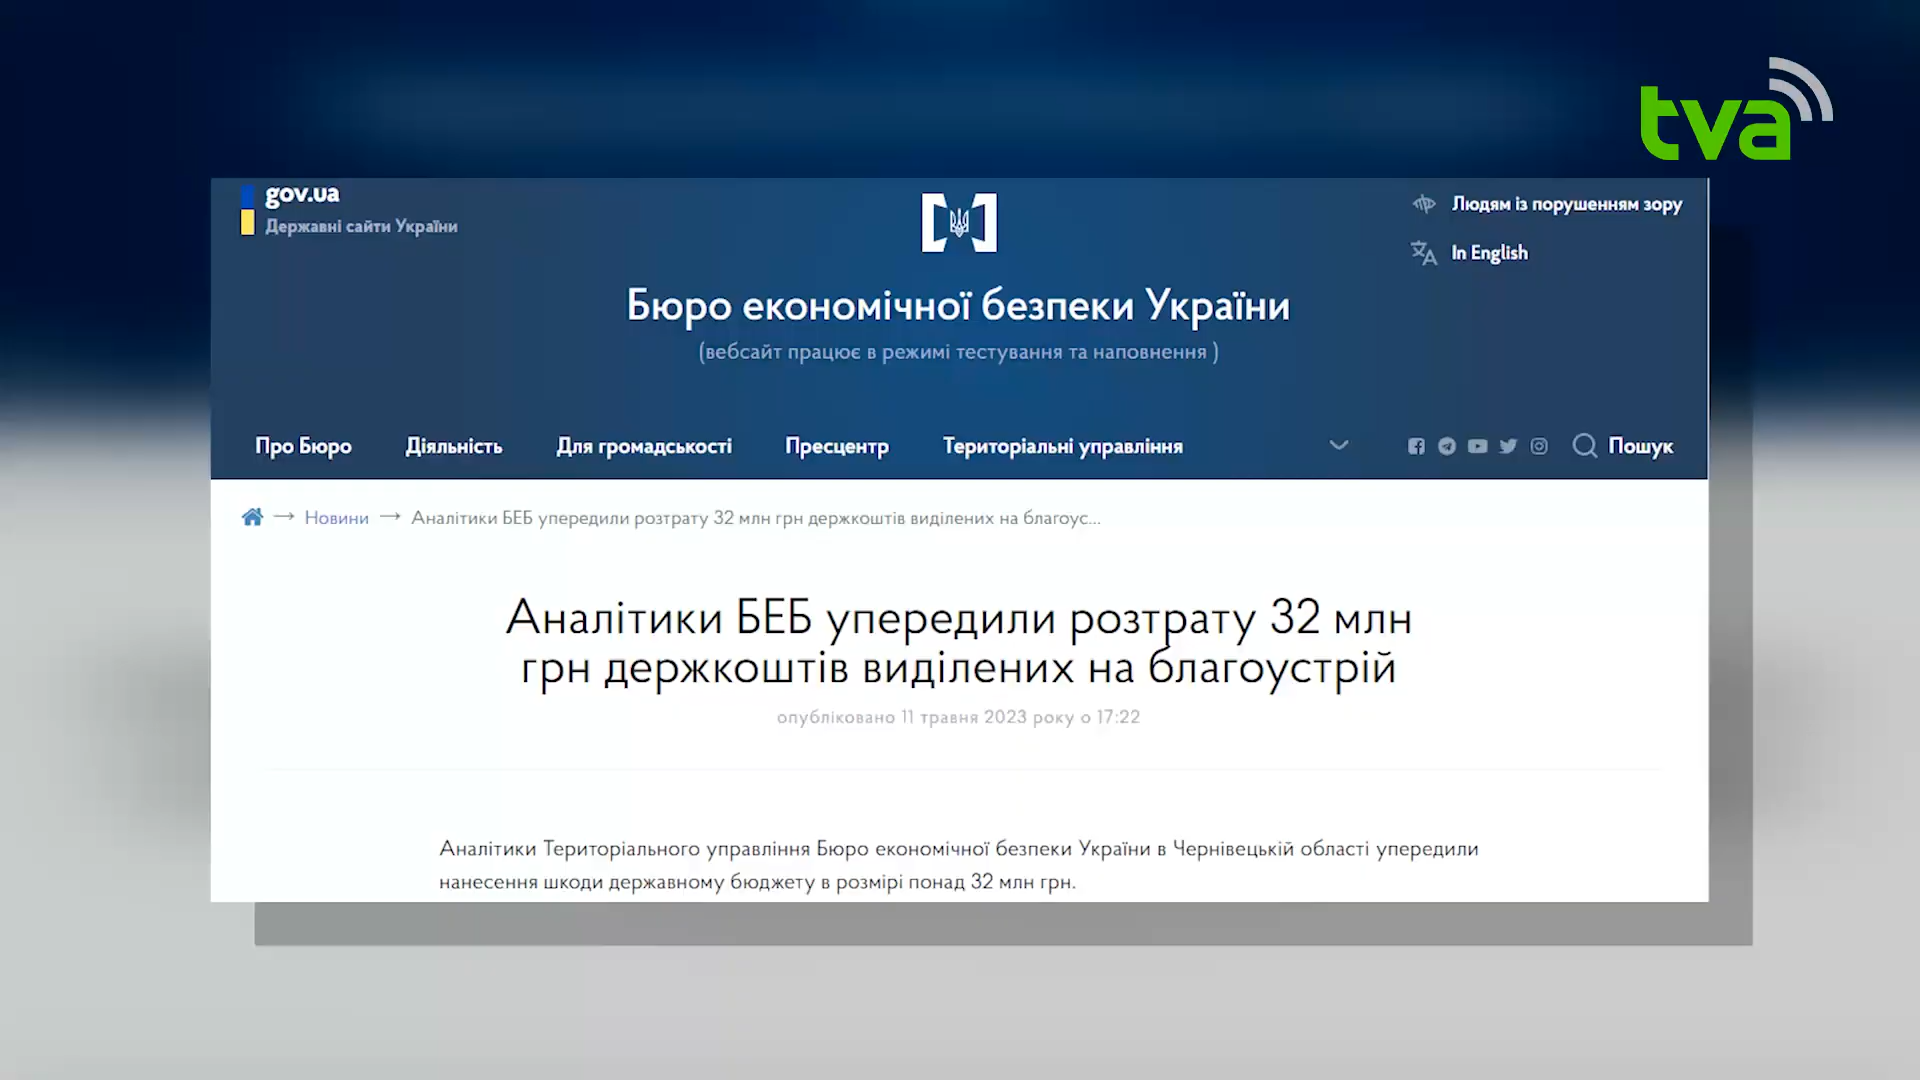 tva
gov.ua
Державні сайти України
Людям із порушенням зору
In English
Бюро економічної безпеки України
(вебсайт працює в режимі тестування та наповнення )
Про Бюро Діяльність Для громадськості Пресцентр Територіальні управління Пошук
Новини → Аналітики БЕБ упередили розтрату 32 млн грн держкоштів виділених на благоус...
Аналітики БЕБ упередили розтрату 32 млн
грн держкоштів виділених на благоустрій
опубліковано 11 травня 2023 року о 17:22
Аналітики Територіального управління Бюро економічної безпеки України в Чернівецькій області упередили
нанесення шкоди державному бюджету в розмірі понад 32 млн грн.